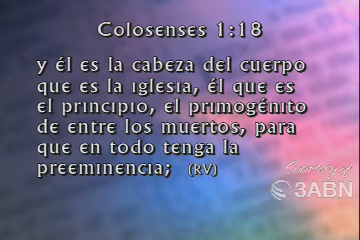 Colosenses 1:18
y él es la cabeza del cuerpo
que es la iglesia, él que es
el principio, el primogénito
de entre los muertos, para
que en todo tenga la
preeminencia; (RV)
Courtesy of
3ABN